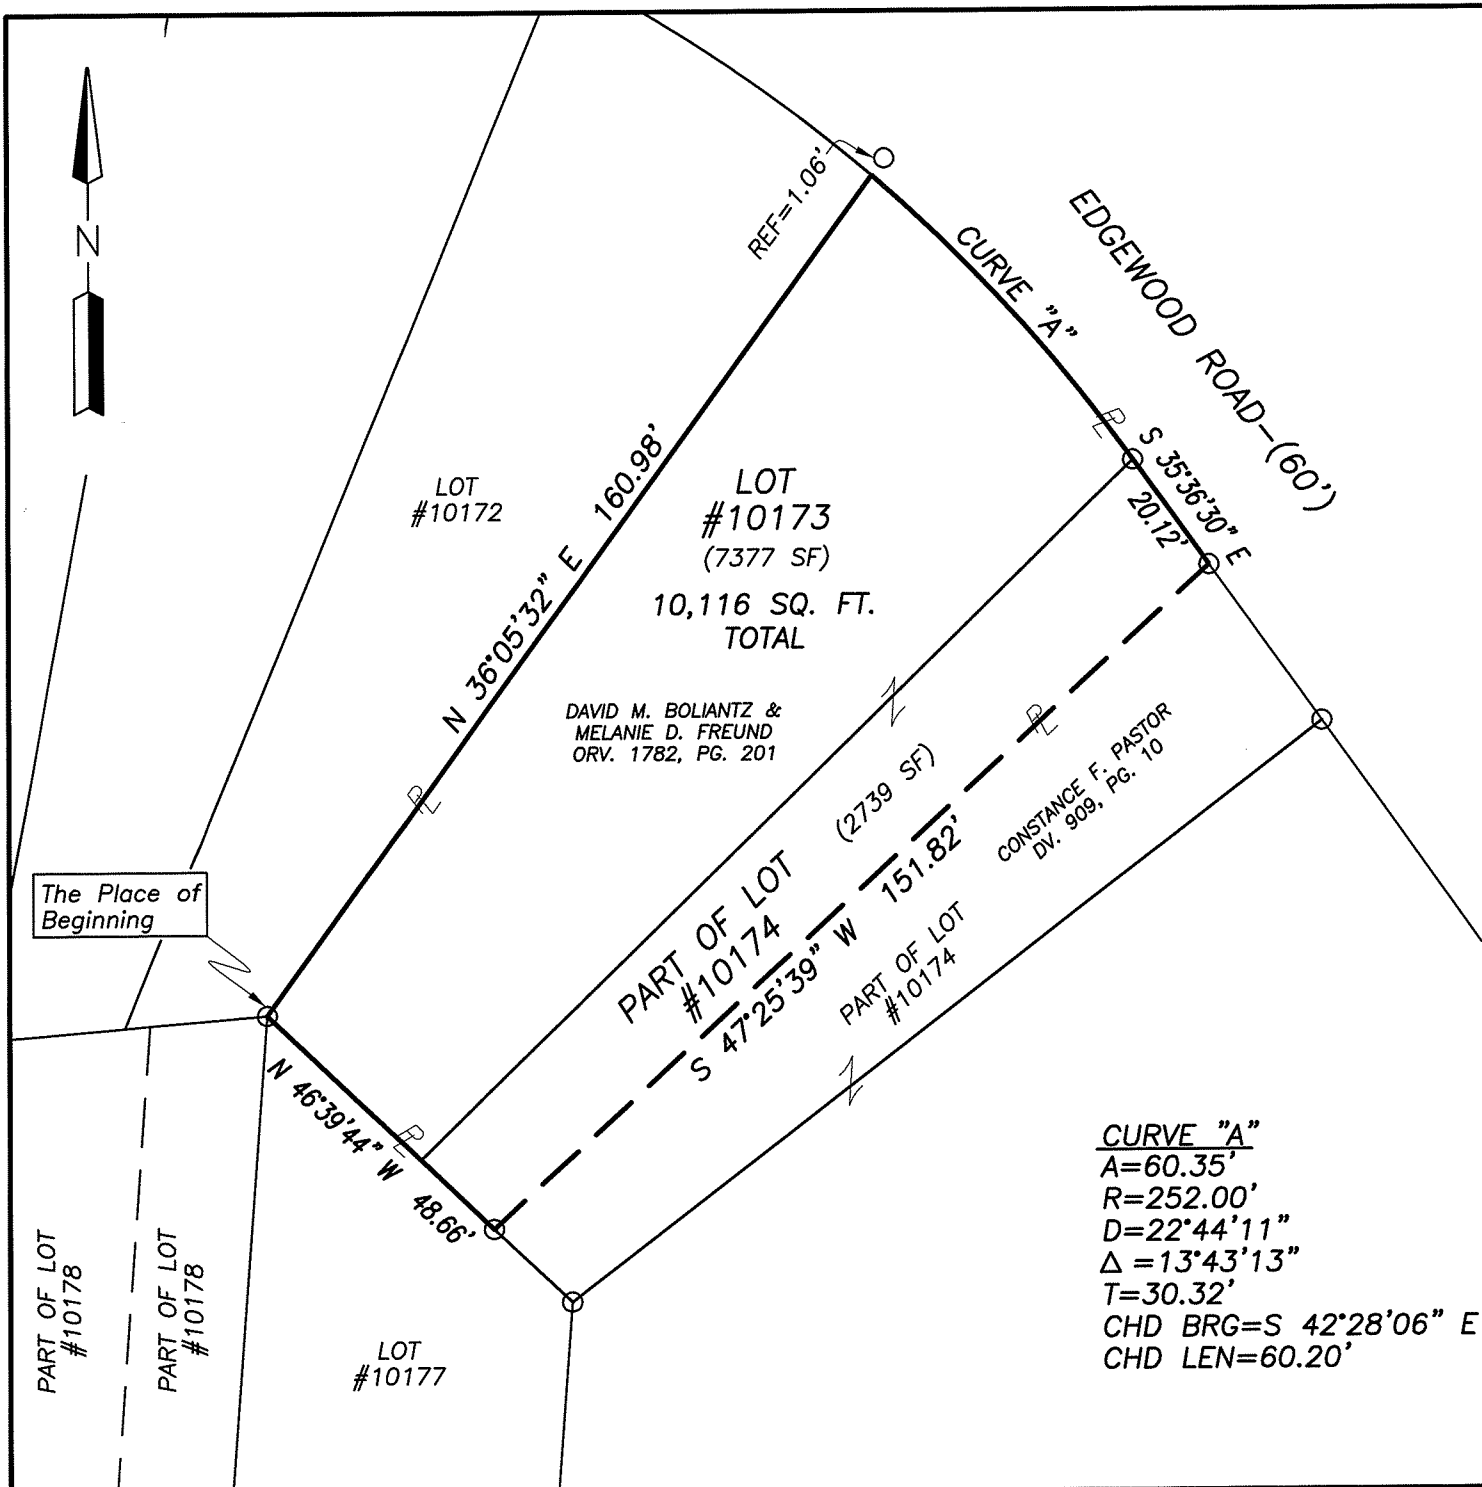 N
REF=1.06'
EDGEWOOD ROAD-(60')
CURVE "A"
S 35°36'30" E
20.12'
LOT
#10172
N 36°05'32" E 160.98'
LOT
#10173
(7377 SF)
10,116 SQ. FT.
TOTAL
DAVID M. BOLIANTZ &
MELANIE D. FREUND
ORV. 1782, PG. 201
PL
PL
PL
PL
(2739 SF)
CONSTANCE F. PASTOR
DV. 909, PG. 10
PART OF LOT
#10174
S 47°25'39" W 151.82'
PART OF LOT
#10174
The Place of
Beginning
N 46°39'44" W 48.66'
PART OF LOT
#10178
PART OF LOT
#10178
LOT
#10177
CURVE "A"
A=60.35'
R=252.00'
D=22°44'11"
Δ=13°43'13"
T=30.32'
CHD BRG=S 42°28'06" E
CHD LEN=60.20'